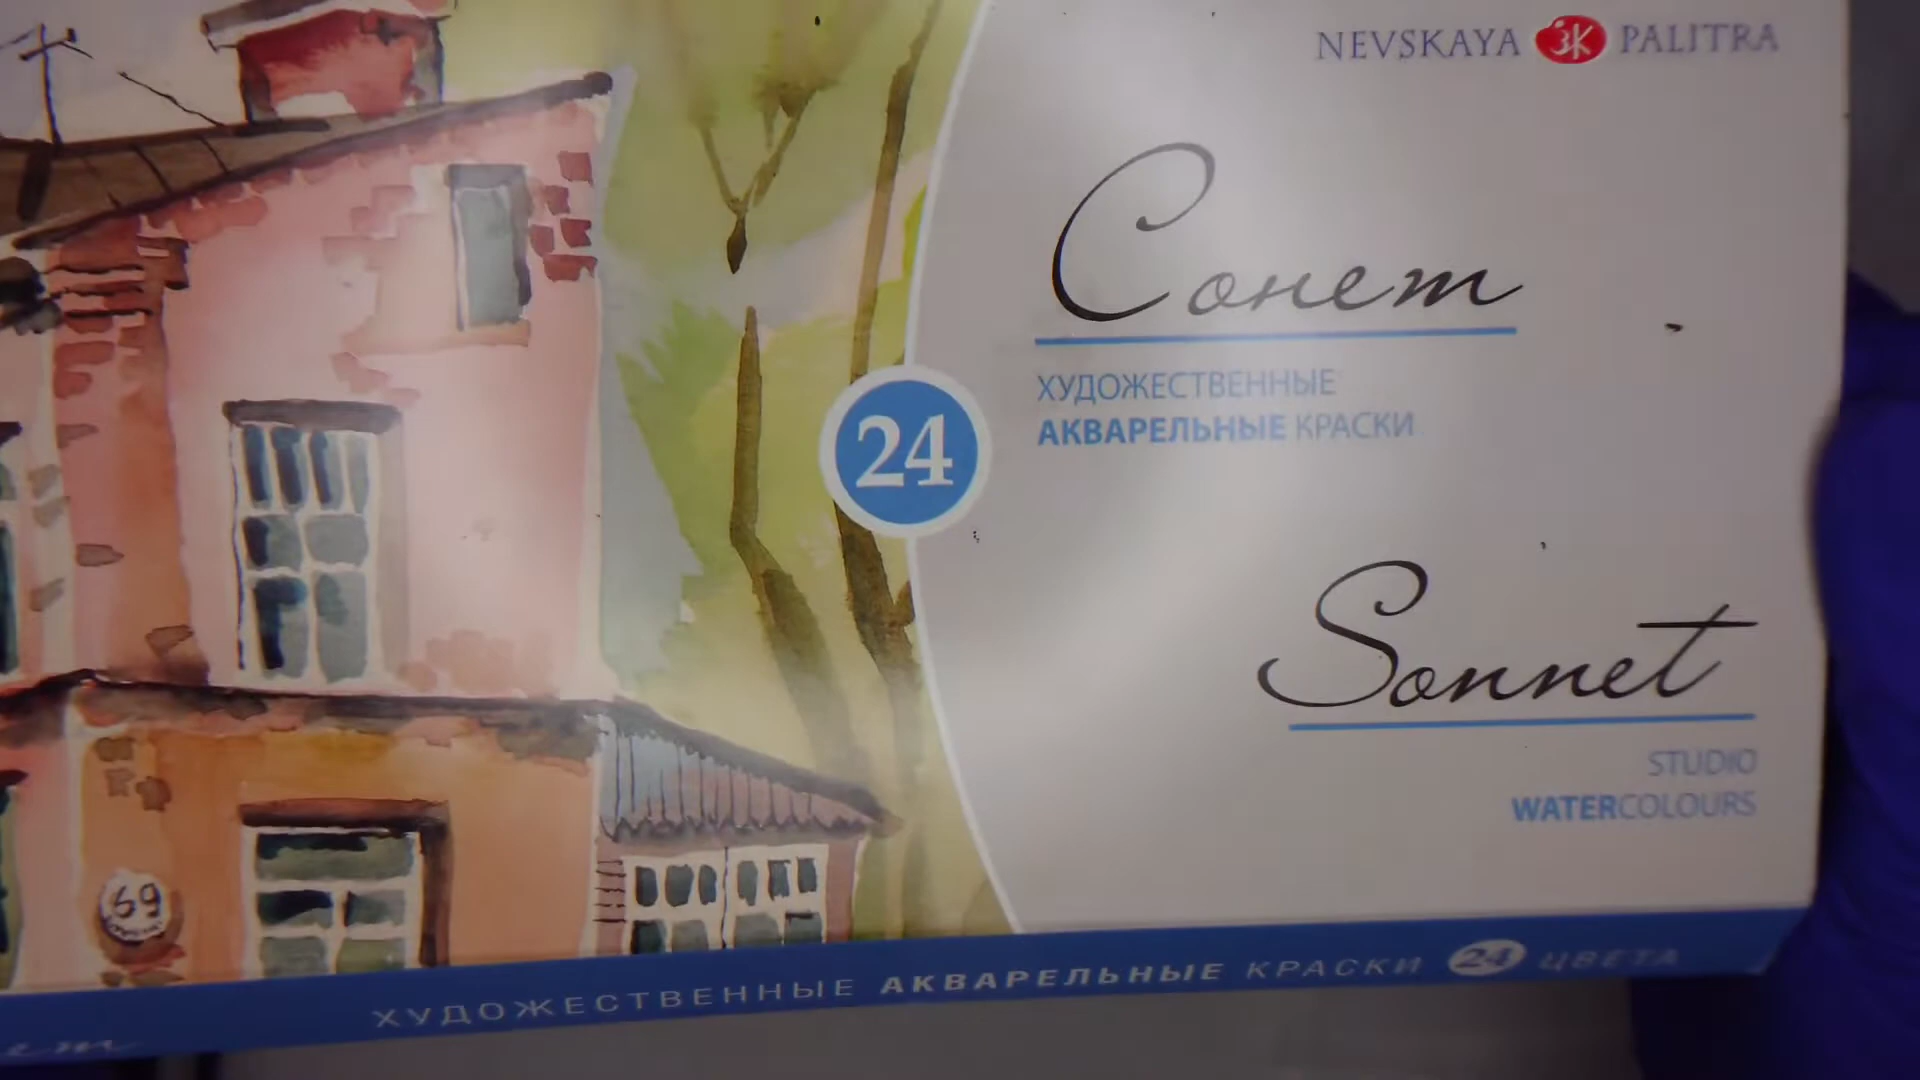 NEVSKAYA ЗК PALITRA
Сонет
ХУДОЖЕСТВЕННЫЕ
АКВАРЕЛЬНЫЕ КРАСКИ
24
Sonnet
STUDIO
WATERCOLOURS
69
ХУДОЖЕСТВЕННЫЕ АКВАРЕЛЬНЫЕ КРАСКИ 24 ЦВЕТА